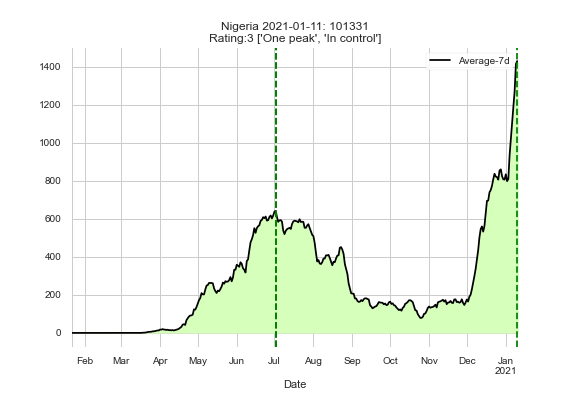 Nigeria 2021-01-11: 101331
Rating:3 ['One peak', 'In control']
Average-7d
1400
1200
1000
800
600
400
200
0
Feb Mar Apr May Jun Jul Aug Sep Oct Nov Dec Jan
2021
Date